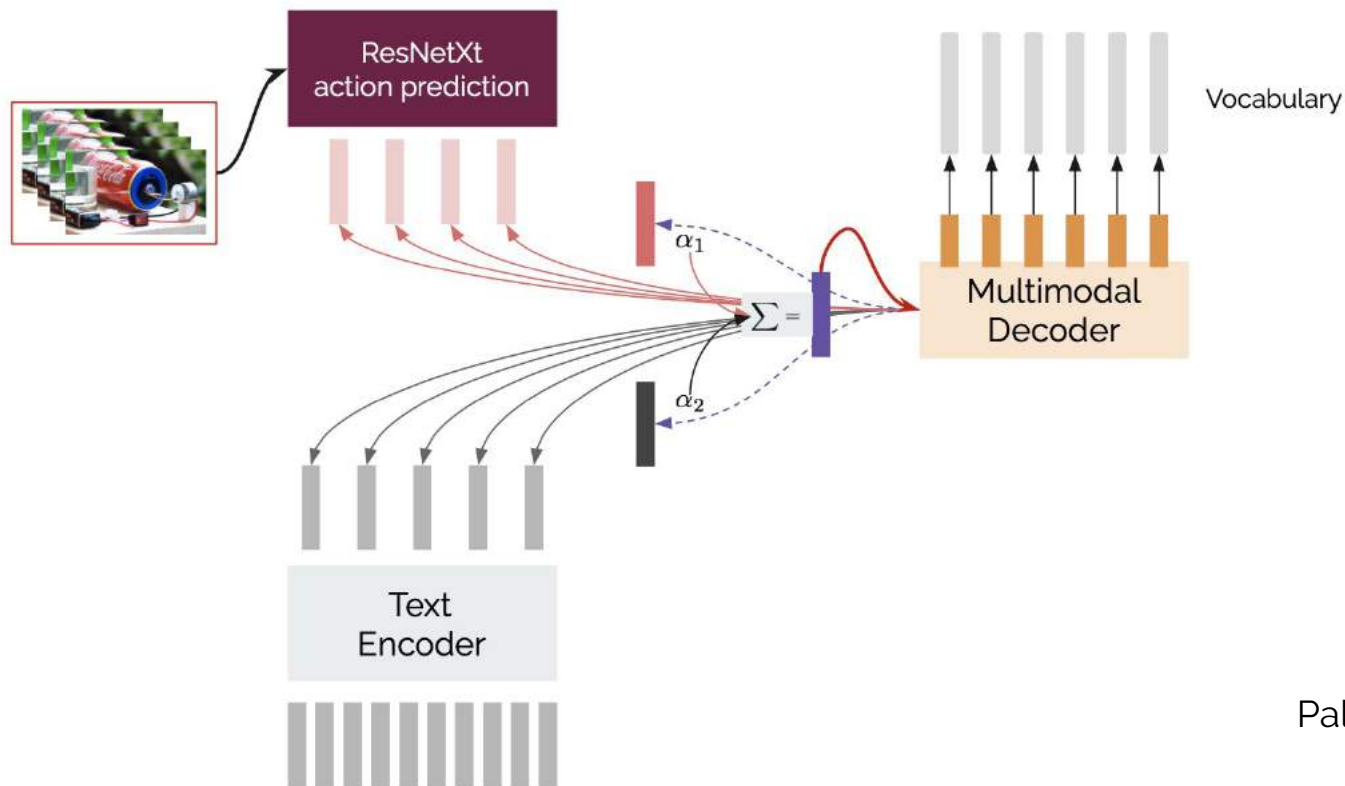 ResNetXt
action prediction
Vocabulary
α₁
∑ =
Multimodal
Decoder
α₂
Text
Encoder
Pal